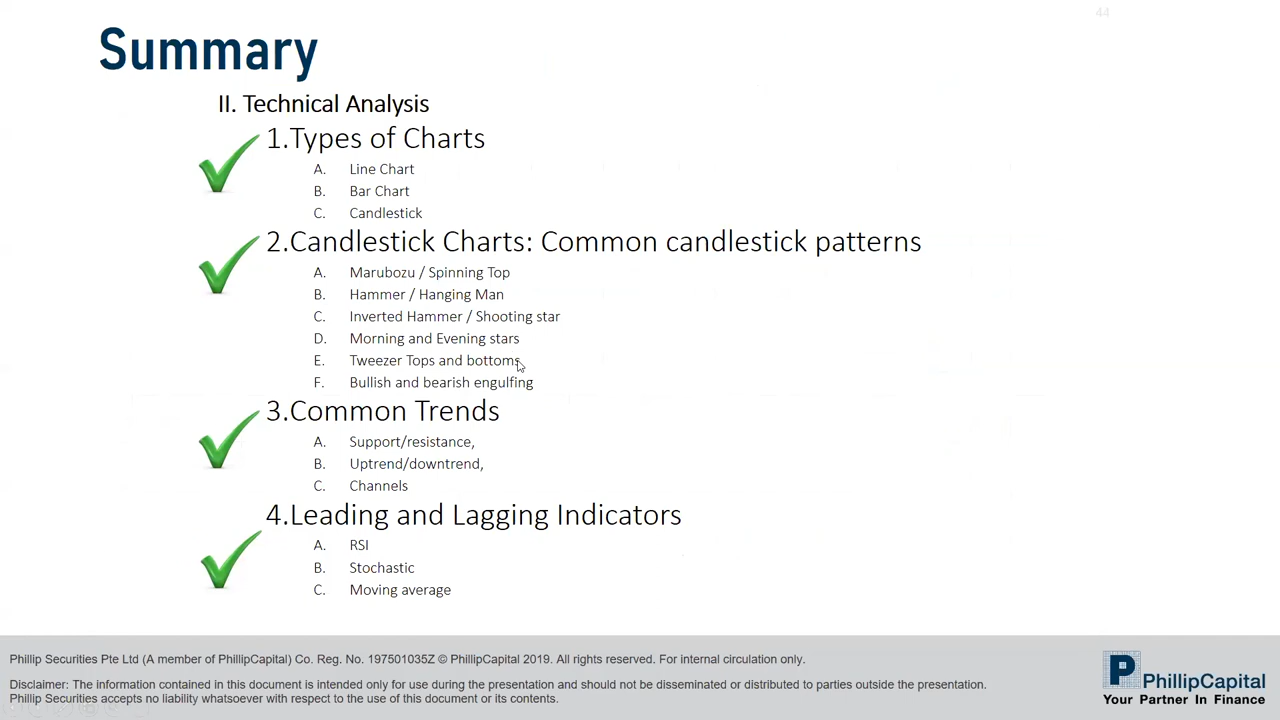 44
Summary
II. Technical Analysis
1.Types of Charts
A. Line Chart
B. Bar Chart
C. Candlestick
2.Candlestick Charts: Common candlestick patterns
A. Marubozu / Spinning Top
B. Hammer / Hanging Man
C. Inverted Hammer / Shooting star
D. Morning and Evening stars
E. Tweezer Tops and bottoms
F. Bullish and bearish engulfing
3.Common Trends
A. Support/resistance,
B. Uptrend/downtrend,
C. Channels
4.Leading and Lagging Indicators
A. RSI
B. Stochastic
C. Moving average
Phillip Securities Pte Ltd (A member of PhillipCapital) Co. Reg. No. 197501035Z © PhillipCapital 2019. All rights reserved. For internal circulation only.
Disclaimer: The information contained in this document is intended only for use during the presentation and should not be disseminated or distributed to parties outside the presentation.
Phillip Securities accepts no liability whatsoever with respect to the use of this document or its contents.
P PhillipCapital
Your Partner In Finance